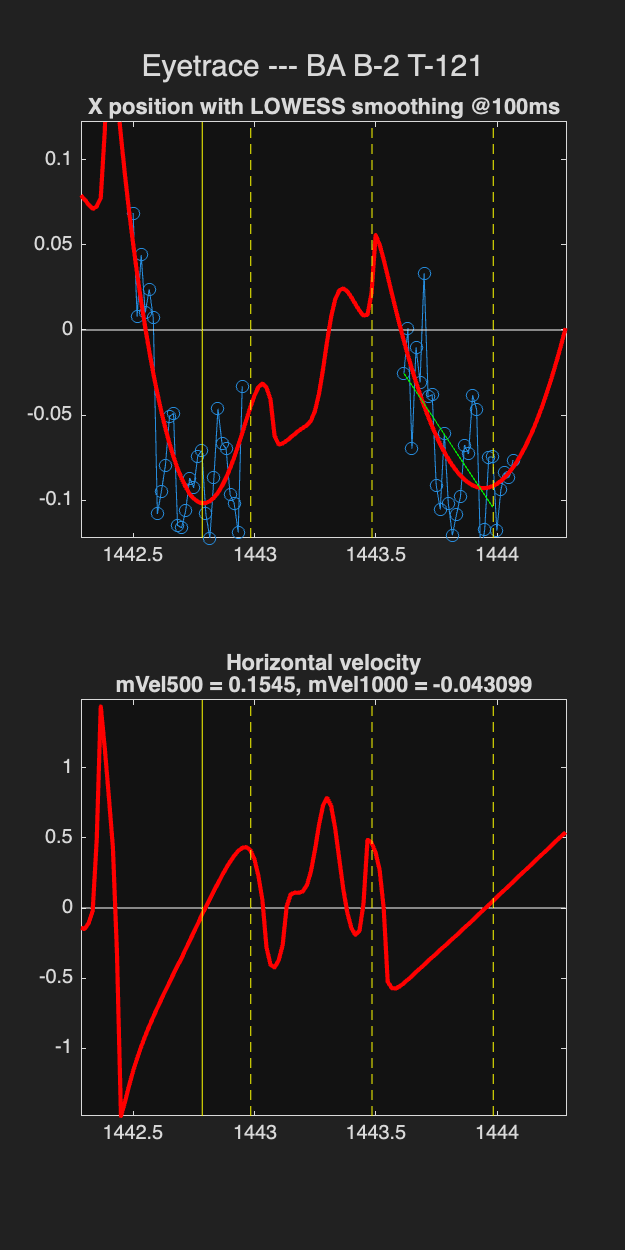 Eyetrace --- BA B-2 T-121
X position with LOWESS smoothing @100ms
0.1
0.05
0
-0.05
-0.1
1442.5 1443 1443.5 1444
Horizontal velocity
mVel500 = 0.1545, mVel1000 = -0.043099
1
0.5
0
-0.5
-1
1442.5 1443 1443.5 1444